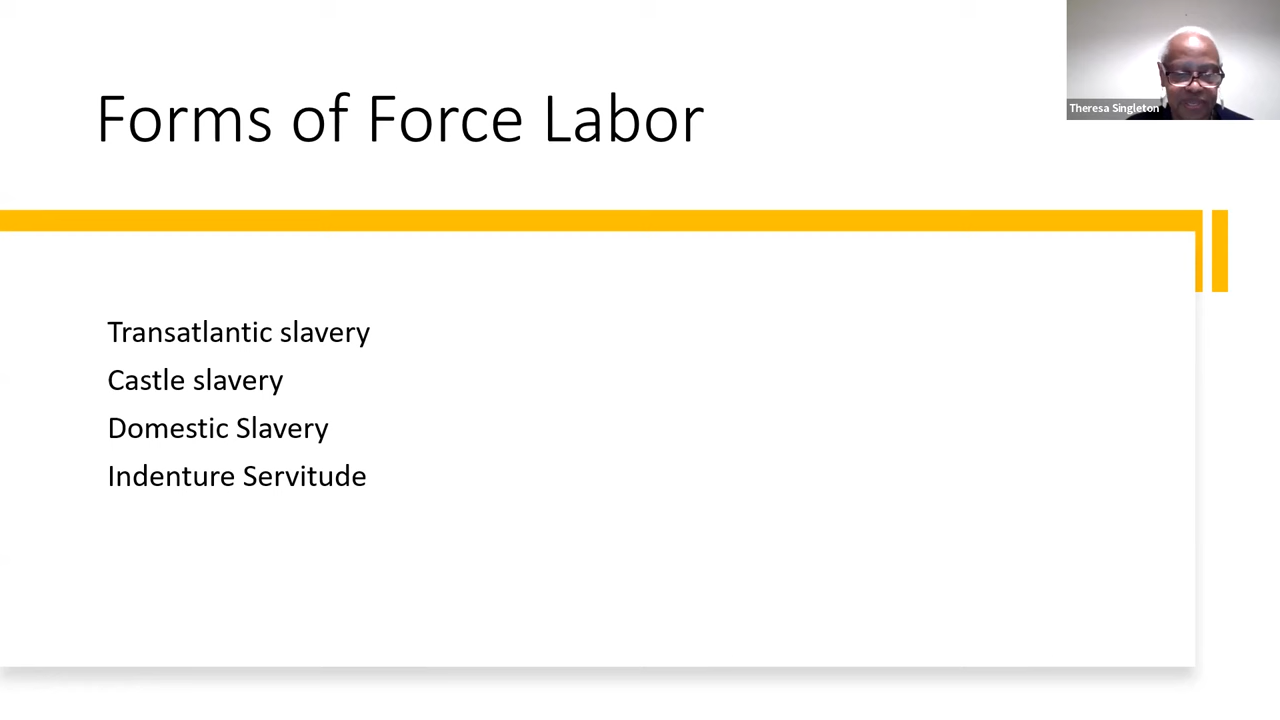 Forms of Force Labor
Theresa Singleton
Transatlantic slavery
Castle slavery
Domestic Slavery
Indenture Servitude